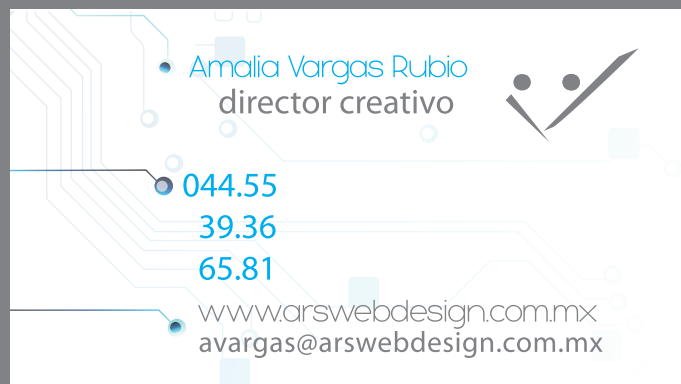 Amalia Vargas Rubio
director creativo
044.55
39.36
65.81
www.arswebdesign.com.mx
avargas@arswebdesign.com.mx